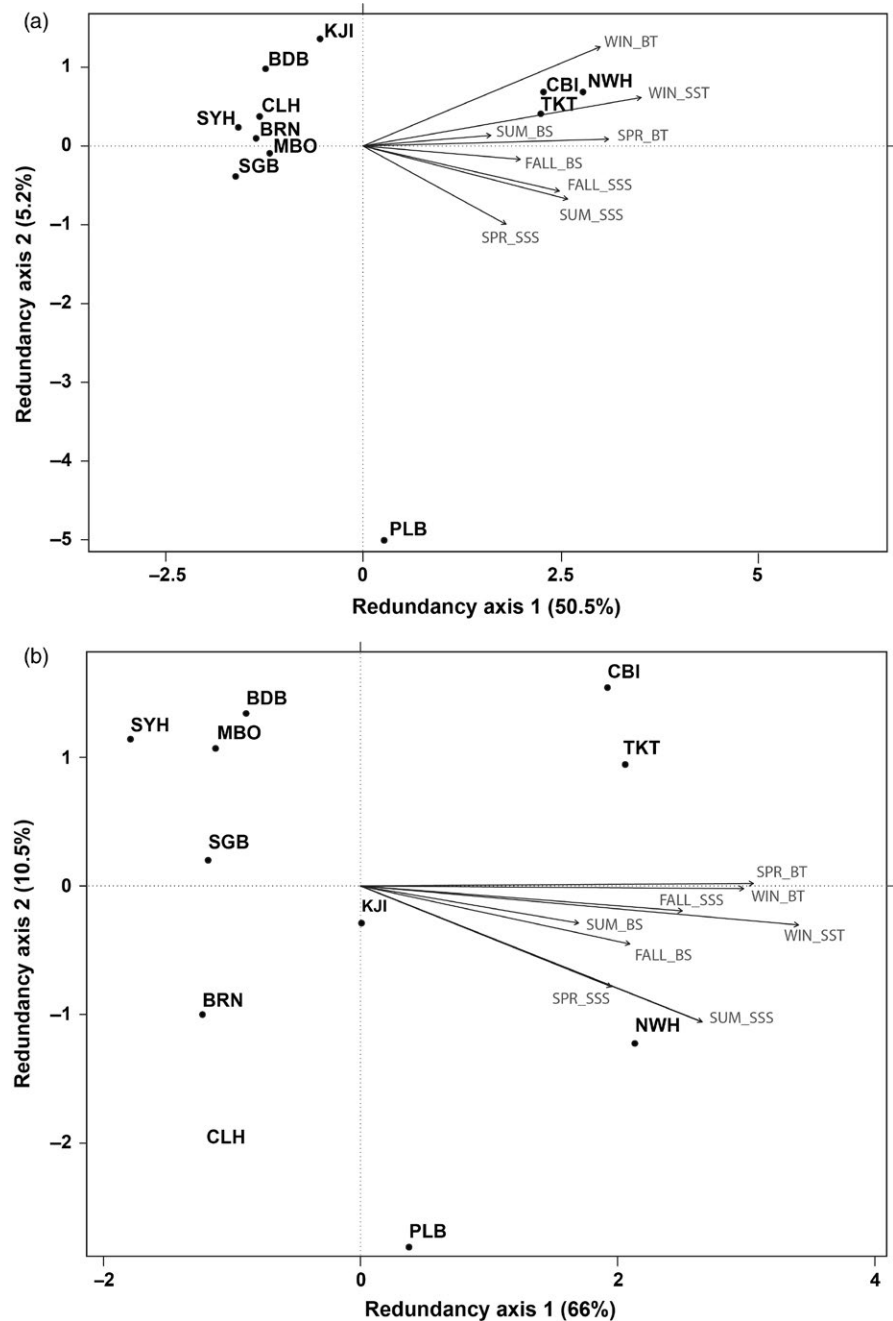 (a)
KJI
WIN_BT
BDB
1
CBI NWH
CLH
TKT
WIN_SST
SYH
BRN
SUM_BS
SPR_BT
0
MBO
FALL_BS
SGB
FALL_SSS
SUM_SSS
–1
SPR_SSS
–2
–3
–4
PLB
–5
Redundancy axis 2 (5.2%)
–2.5 0 2.5 5
Redundancy axis 1 (50.5%)
(b)
CBI
BDB
SYH
MBO
TKT
1
SGB
SPR_BT
0
WIN_BT
KJI
FALL_SSS
SUM_BS
WIN_SST
FALL_BS
BRN
SPR_SSS
–1
SUM_SSS
NWH
CLH
–2
PLB
Redundancy axis 2 (10.5%)
–2 0 2 4
Redundancy axis 1 (66%)